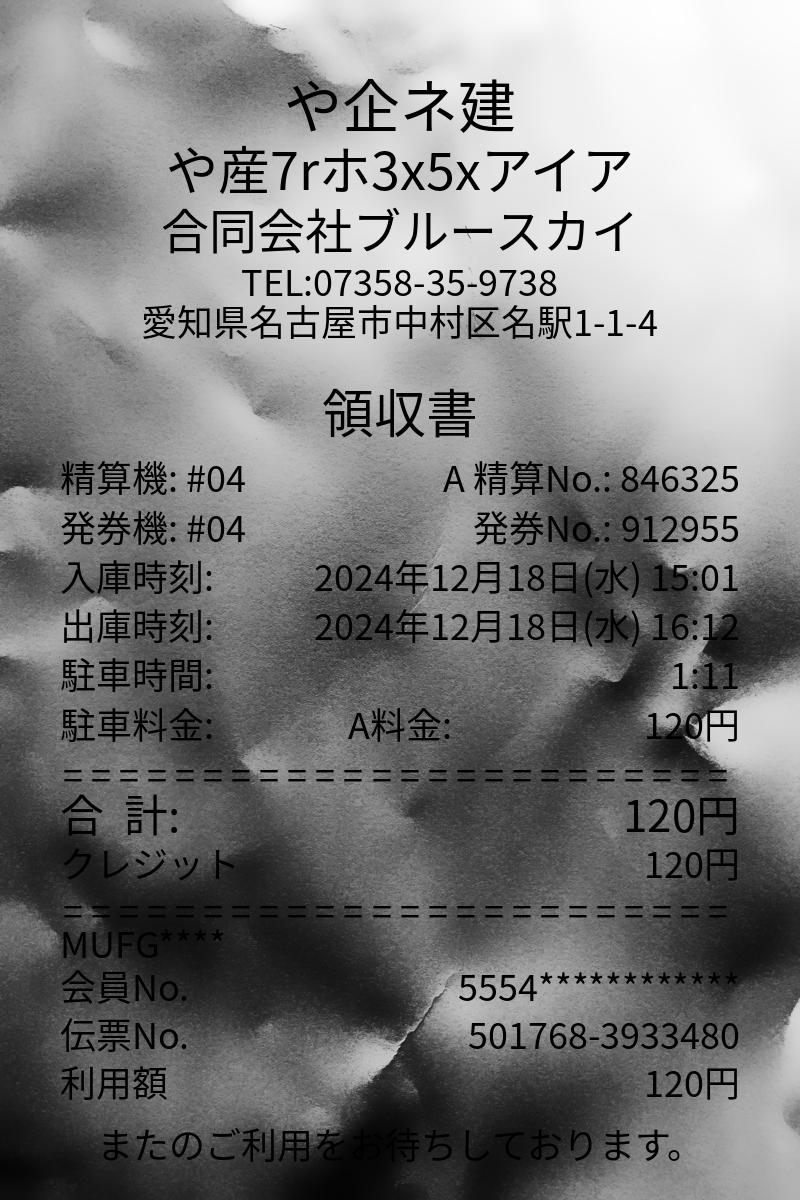 や企ネ建
や産7rホ3x5xアイア
合同会社ブルースカイ
TEL:07358-35-9738
愛知県名古屋市中村区名駅1-1-4
領収書
精算機: #04 A 精算No.: 846325
発券機: #04 発券No.: 912955
入庫時刻: 2024年12月18日(水) 15:01
出庫時刻: 2024年12月18日(水) 16:12
駐車時間: 1:11
駐車料金: A料金: 120円
========================
合 計: 120円
クレジット 120円
========================
MUFG****
会員No. 5554************
伝票No. 501768-3933480
利用額 120円
またのご利用をお待ちしております。